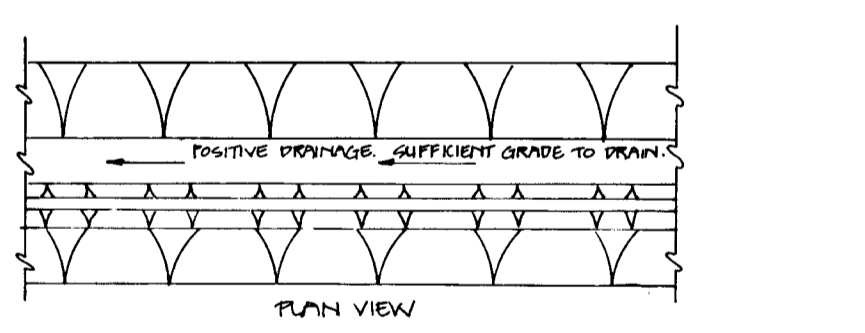 POSITIVE DRAINAGE. SUFFICIENT GRADE TO DRAIN.
PLAN VIEW